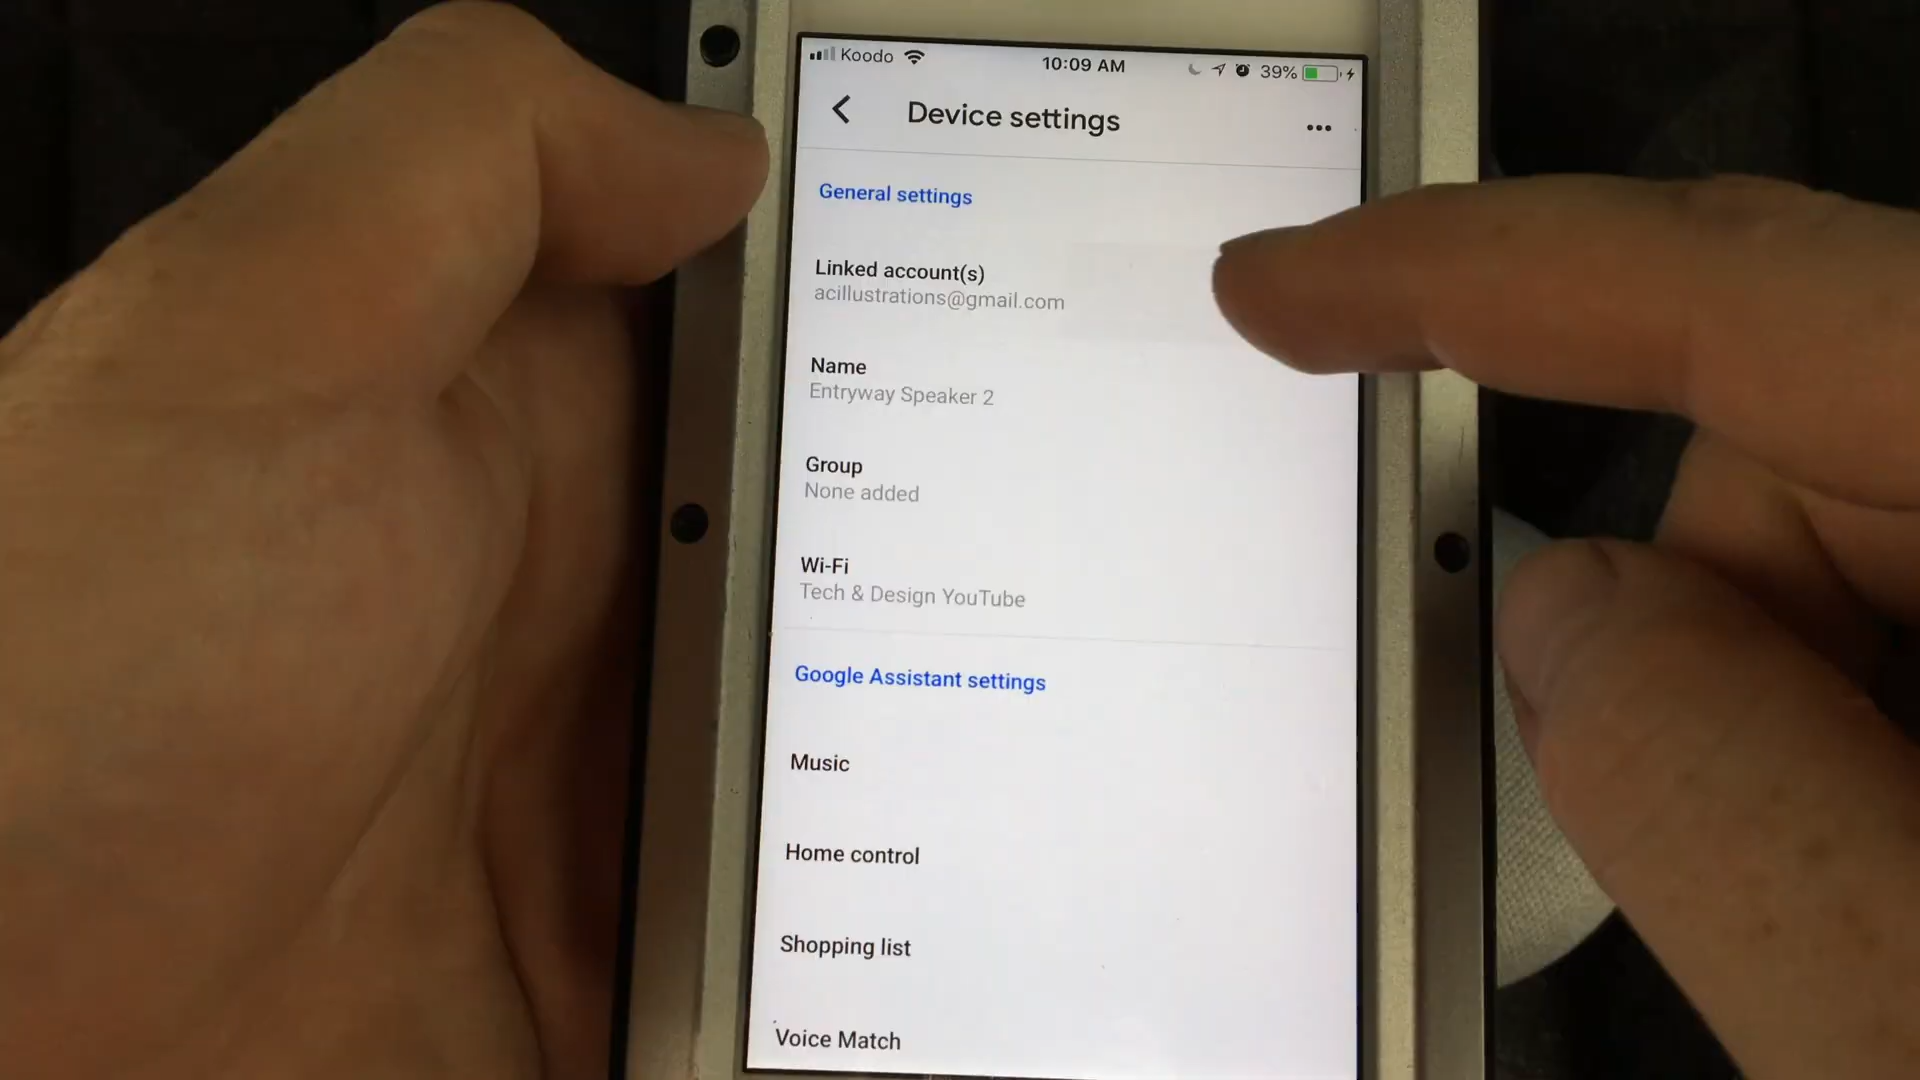 Koodo 10:09 AM 39%
Device settings
General settings
Linked account(s)
acillustrations@gmail.com
Name
Entryway Speaker 2
Group
None added
Wi-Fi
Tech & Design YouTube
Google Assistant settings
Music
Home control
Shopping list
Voice Match